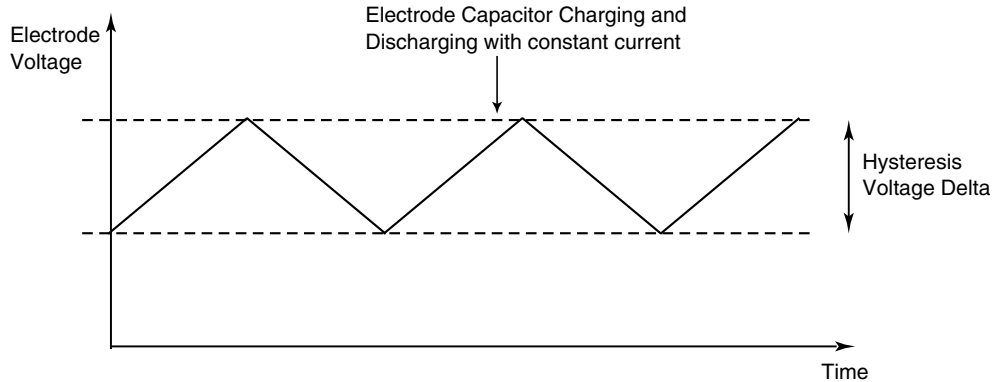 Electrode Capacitor Charging and
Discharging with constant current
Electrode
Voltage
Hysteresis
Voltage Delta
Time